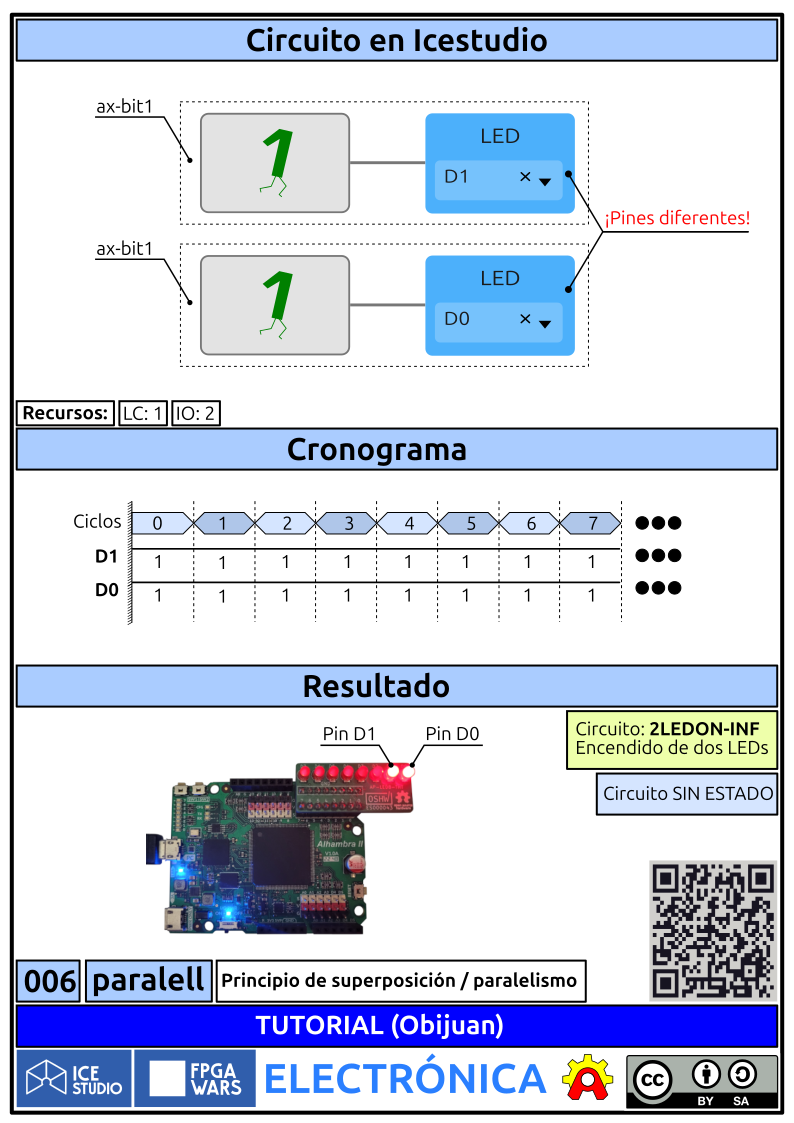 Circuito en Icestudio
ax-bit1
1
LED
D1 ×
¡Pines diferentes!
ax-bit1
1
LED
D0 ×
Recursos: LC: 1 IO: 2
Cronograma
Ciclos 0 1 2 3 4 5 6 7
D1 1 1 1 1 1 1 1 1
D0 1 1 1 1 1 1 1 1
Resultado
Pin D1 Pin D0
Circuito: 2LEDON-INF
Encendido de dos LEDs
Circuito SIN ESTADO
OSHW
Alhambra II
006 paralell Principio de superposición / paralelismo
TUTORIAL (Obijuan)
ICE
STUDIO
FPGA
WARS
ELECTRÓNICA
CC
BY SA